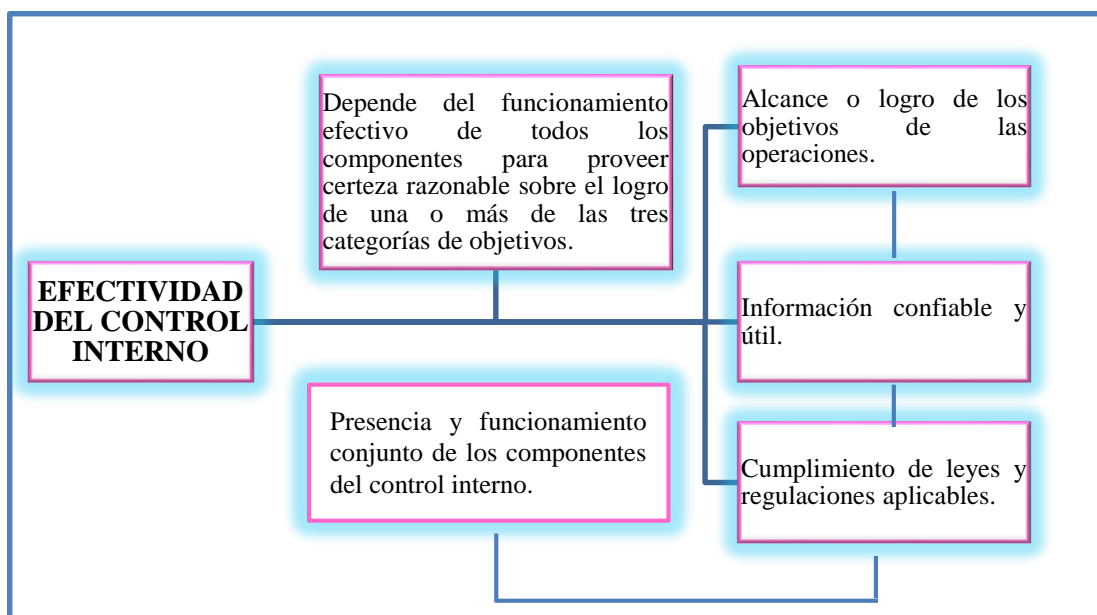 EFECTIVIDAD
DEL CONTROL
INTERNO
Depende del funcionamiento
efectivo de todos los
componentes para proveer
certeza razonable sobre el logro
de una o más de las tres
categorías de objetivos.
Presencia y funcionamiento
conjunto de los componentes
del control interno.
Alcance o logro de los
objetivos de las
operaciones.
Información confiable y
útil.
Cumplimiento de leyes y
regulaciones aplicables.